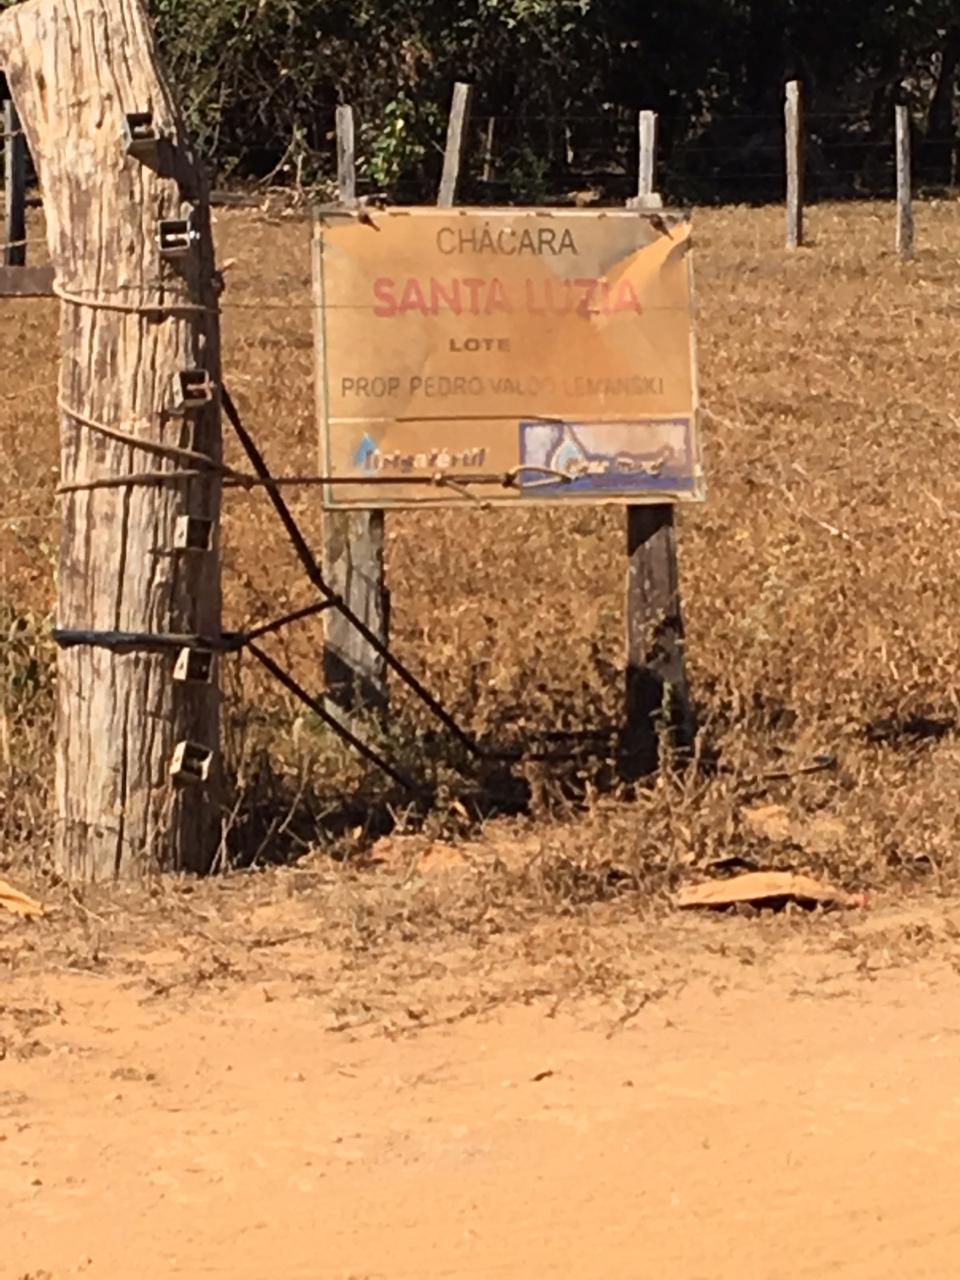 CHÁCARA
SANTA LUZIA
LOTE
PROP. PEDRO VALDO LEMANSKI